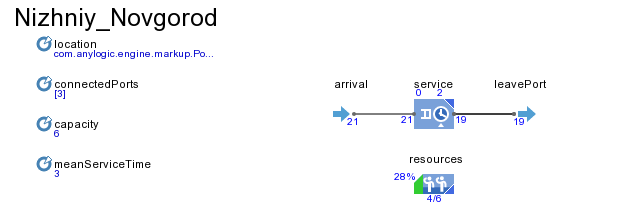 Nizhniy_Novgorod
location
com.anylogic.engine.markup.Po...
connectedPorts
[3]
capacity
6
meanServiceTime
3
arrival
service
leavePort
0 2
21
21
19
19
resources
28%
4/6